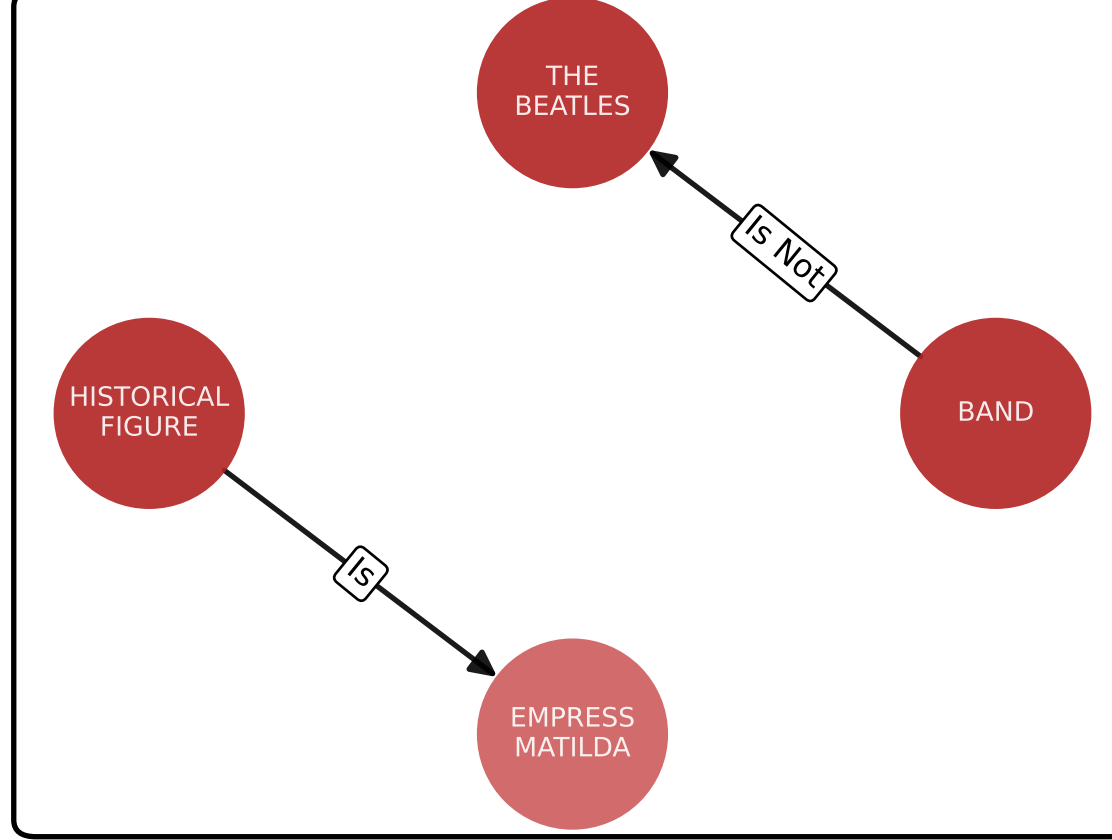 THE
BEATLES
Is Not
HISTORICAL
FIGURE
BAND
Is
EMPRESS
MATILDA